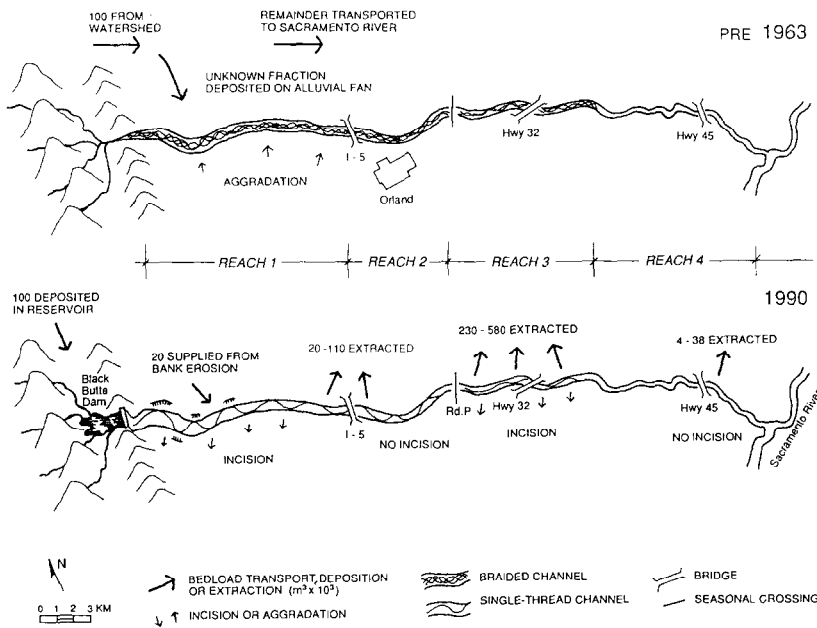 100 FROM
WATERSHED
REMAINDER TRANSPORTED
TO SACRAMENTO RIVER
PRE 1963
UNKNOWN FRACTION
DEPOSITED ON ALLUVIAL FAN
AGGRADATION
I - 5
Orland
Hwy 32
Hwy 45
REACH 1
REACH 2
REACH 3
REACH 4
1990
100 DEPOSITED
IN RESERVOIR
20 SUPPLIED FROM
BANK EROSION
20 -110 EXTRACTED
230 - 580 EXTRACTED
4 - 38 EXTRACTED
Black
Butte
Dam
INCISION
I - 5
NO INCISION
Rd.P
Hwy 32
INCISION
Hwy 45
NO INCISION
Sacramento River
N
0 1 2 3 KM
BEDLOAD TRANSPORT, DEPOSITION
OR EXTRACTION (m³ x 10³)
INCISION OR AGGRADATION
BRAIDED CHANNEL
SINGLE-THREAD CHANNEL
BRIDGE
SEASONAL CROSSING